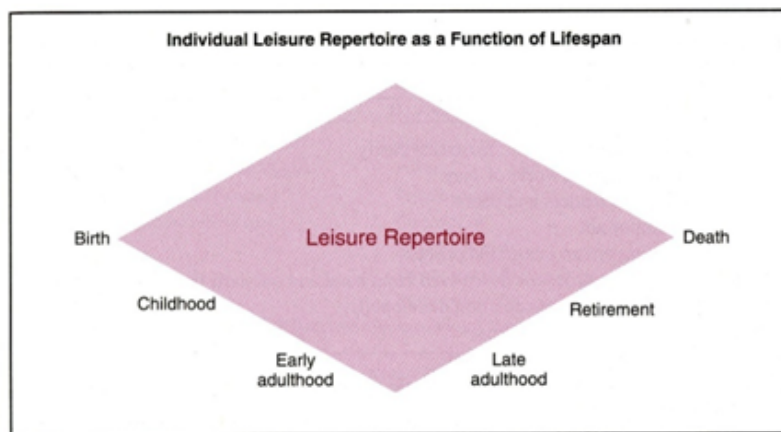 Individual Leisure Repertoire as a Function of Lifespan
Birth
Leisure Repertoire
Death
Childhood
Retirement
Early
adulthood
Late
adulthood